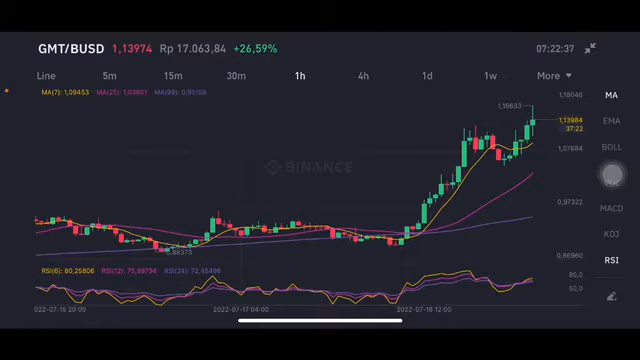 GMT/BUSD 1,13974 Rp 17.063,84 +26,59% 07:22:37
Line 5m 15m 30m 1h 4h 1d 1w More
MA(7): 1,09453 MA(25): 1,03601 MA(99): 0,95158
1,18046
MA
1,16633
1,13984
37:22
EMA
1,07684
BOLL
BINANCE
0,97322
MACD
KDJ
0,88373
0,86960
RSI
RSI(6): 80,25806 RSI(12): 75,99794 RSI(24): 72,45496
80,0
50,0
022-07-15 20:00 2022-07-17 04:00 2022-07-18 12:00